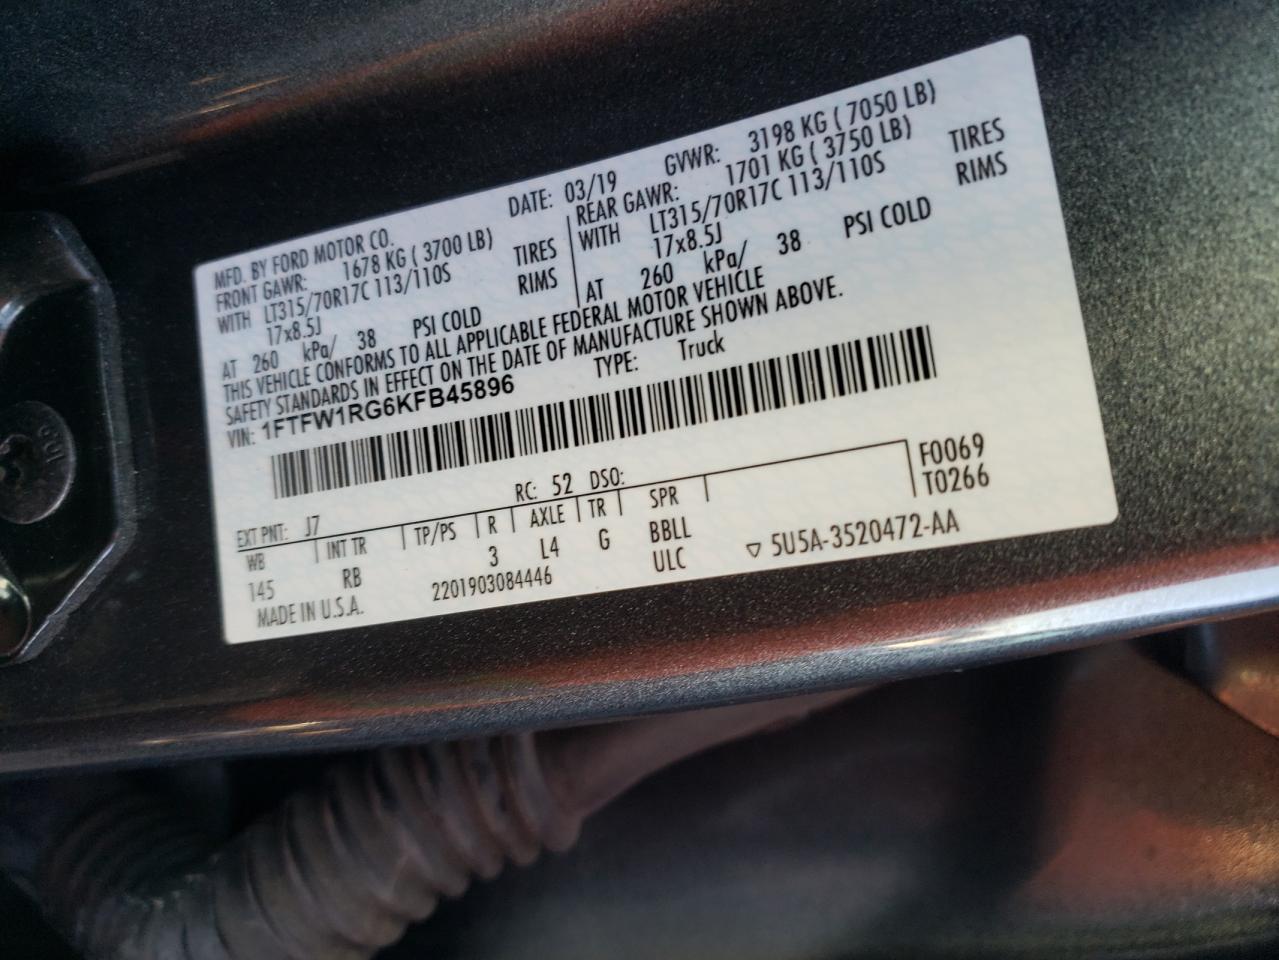 MFD. BY FORD MOTOR CO. DATE: 03/19 GVWR: 3198 KG ( 7050 LB)
FRONT GAWR: 1678 KG ( 3700 LB) REAR GAWR: 1701 KG ( 3750 LB)
WITH LT315/70R17C 113/110S TIRES WITH LT315/70R17C 113/110S TIRES
17x8.5J RIMS 17x8.5J RIMS
AT 260 kPa/ 38 PSI COLD AT 260 kPa/ 38 PSI COLD
THIS VEHICLE CONFORMS TO ALL APPLICABLE FEDERAL MOTOR VEHICLE
SAFETY STANDARDS IN EFFECT ON THE DATE OF MANUFACTURE SHOWN ABOVE.
VIN: 1FTFW1RG6KFB45896 TYPE: Truck
EXT PNT: J7 RC: 52 DSO: F0069
WB INT TR TP/PS R AXLE TR SPR T0266
145 RB 3 L4 G BBLL
MADE IN U.S.A. 2201903084446 ULC ▽ 5U5A-3520472-AA